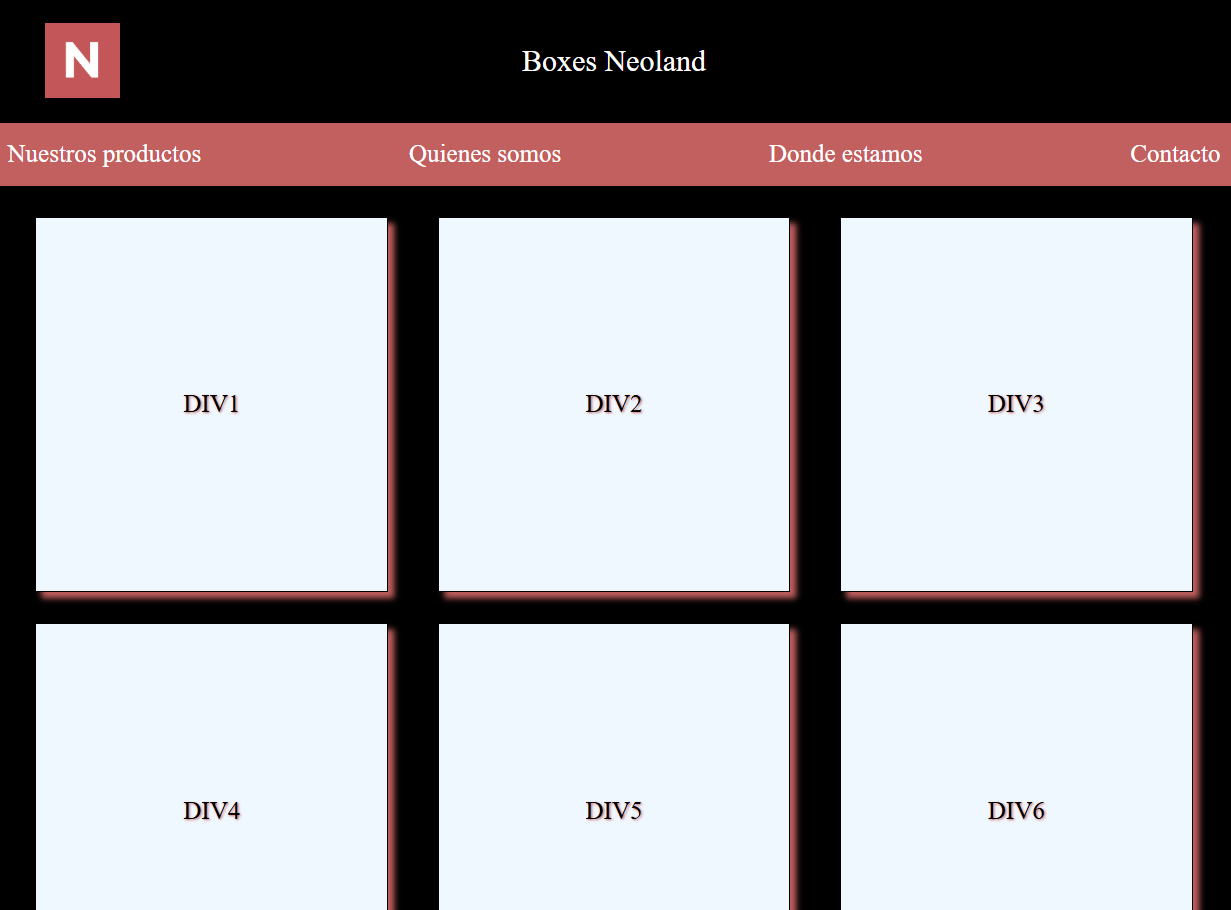 N
Boxes Neoland
Nuestros productos Quienes somos Donde estamos Contacto
DIV1 DIV2 DIV3
DIV4 DIV5 DIV6